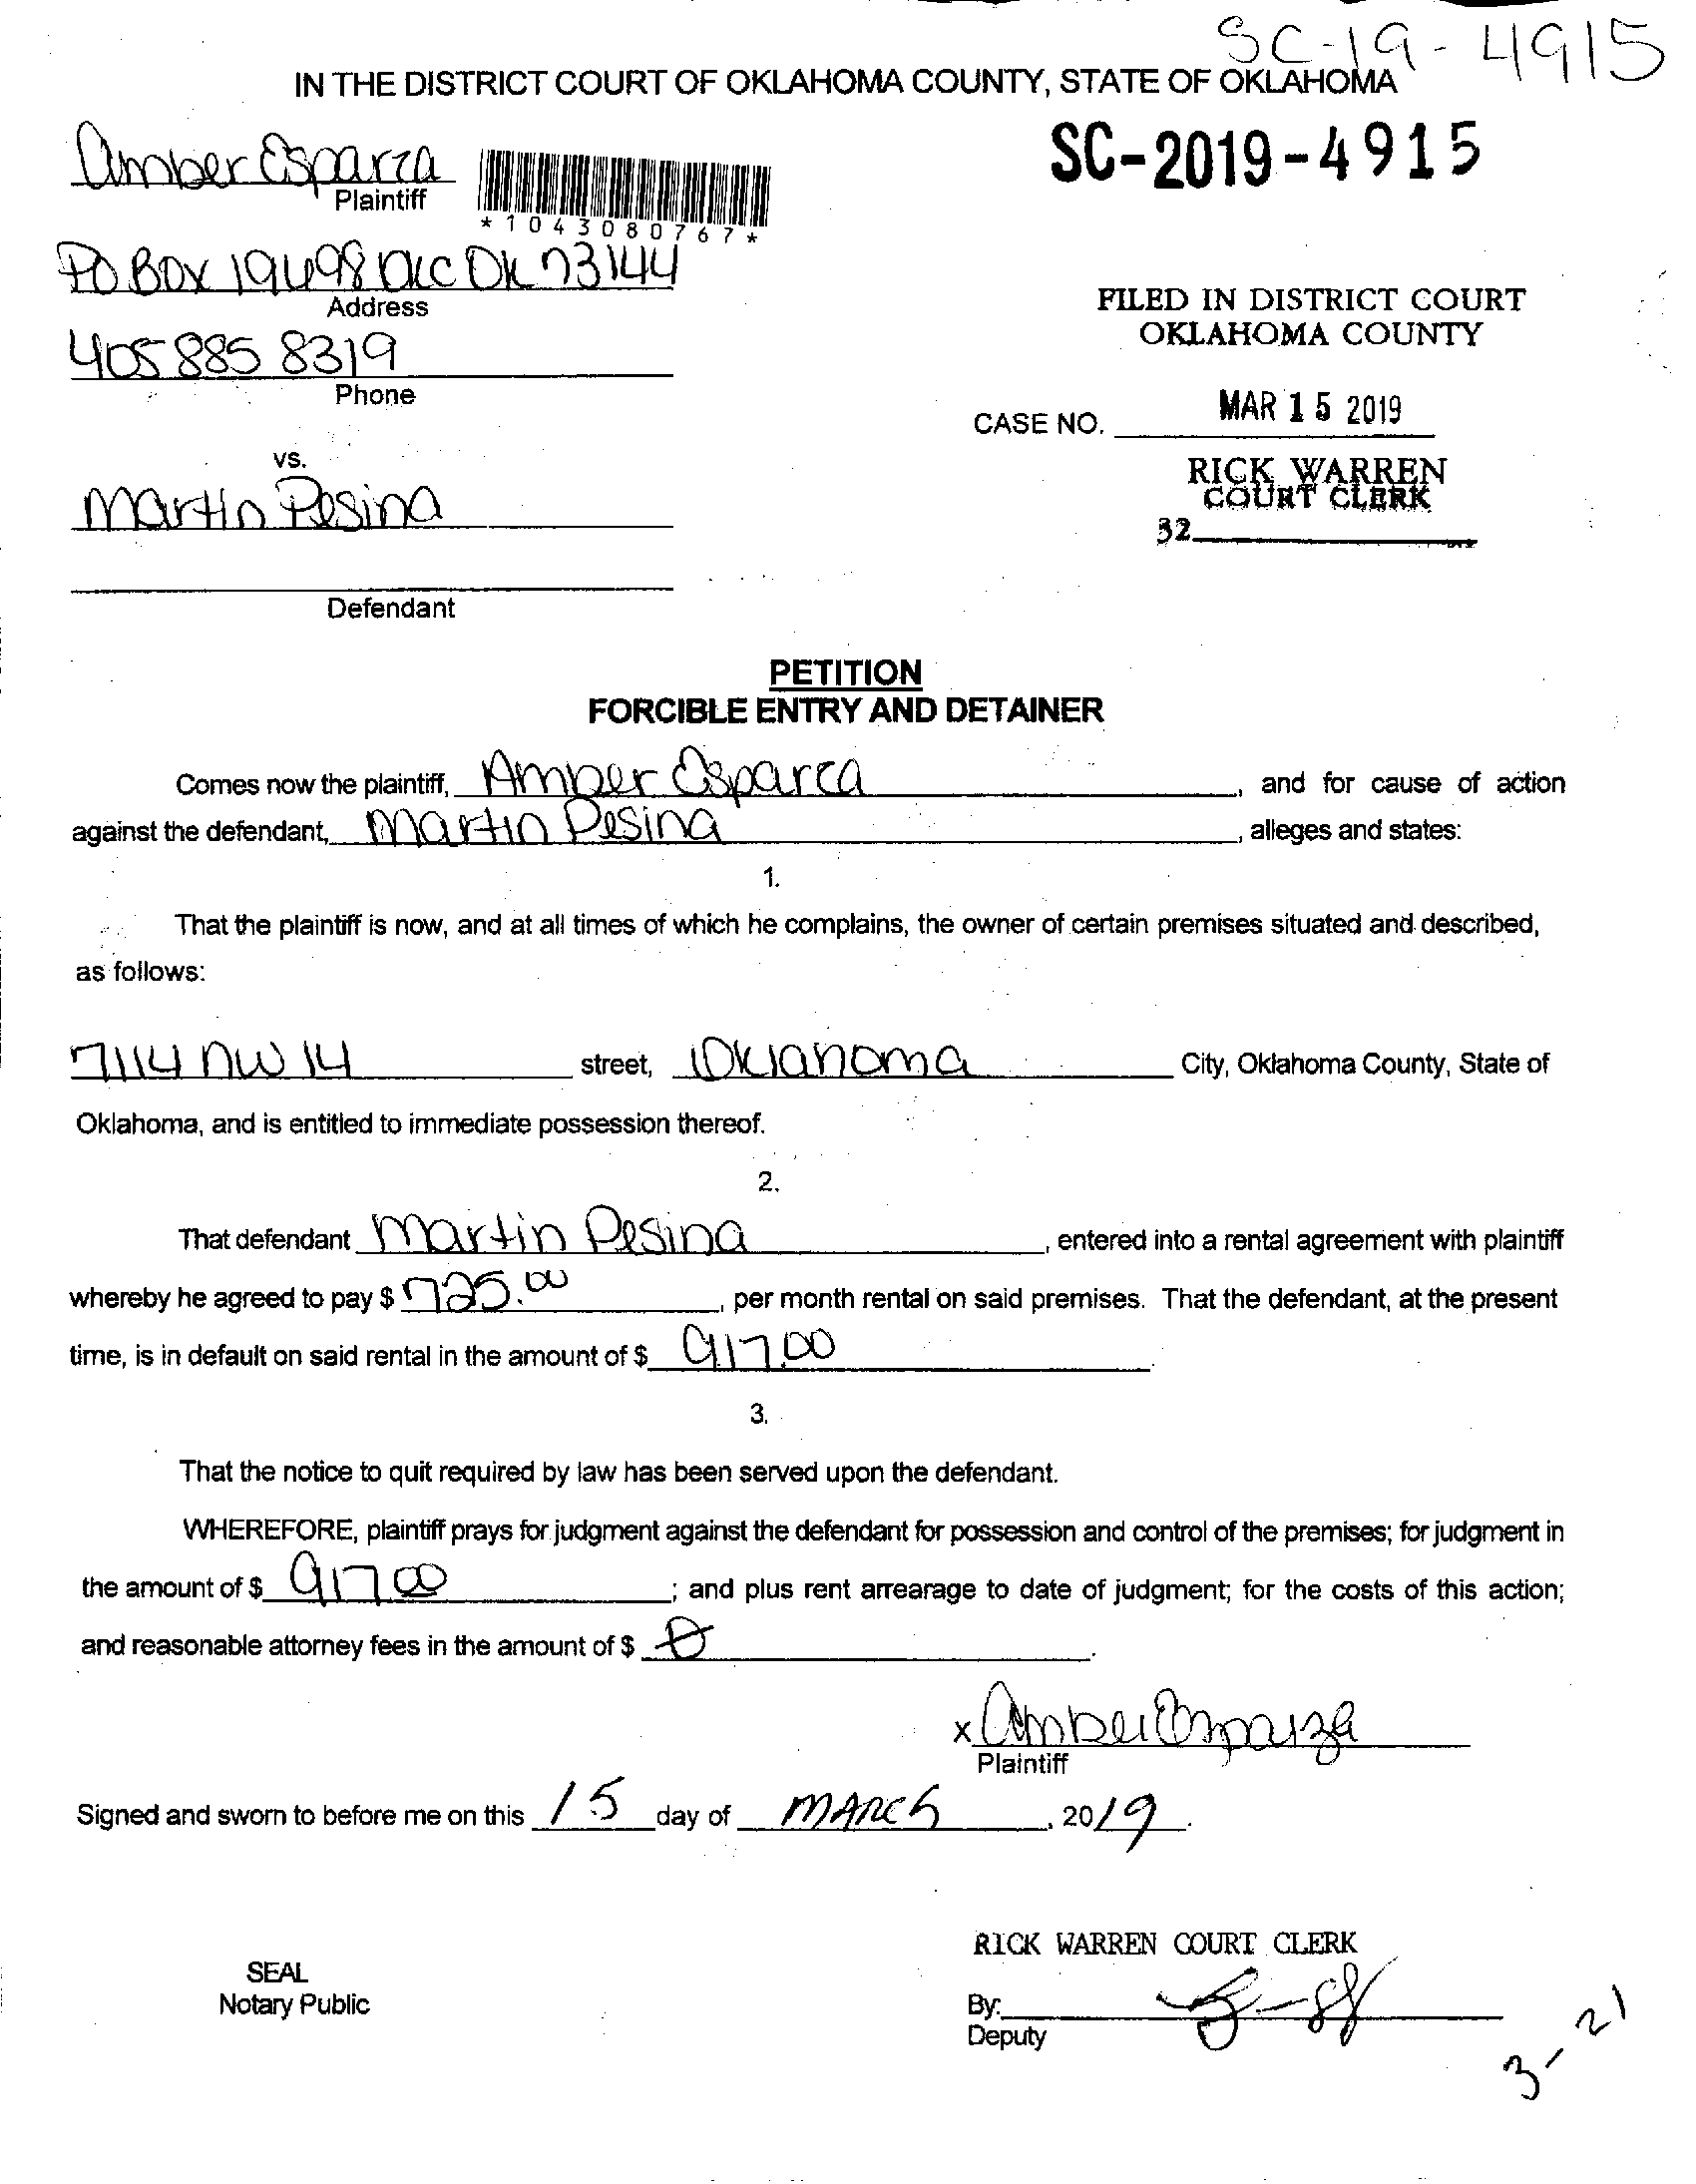 SC-19-4915
IN THE DISTRICT COURT OF OKLAHOMA COUNTY, STATE OF OKLAHOMA
Amber Esparza
Plaintiff
*1043080767*
SC-2019-4915
PO BOX 19498 OKC OK 73144
Address
FILED IN DISTRICT COURT
OKLAHOMA COUNTY
405 885 8319
Phone
MAR 15 2019
CASE NO.
vs.
RICK WARREN
COURT CLERK
Martin Pesina
32
Defendant
PETITION
FORCIBLE ENTRY AND DETAINER
Comes now the plaintiff, Amber Esparza, and for cause of action
against the defendant, Martin Pesina, alleges and states:
1.
That the plaintiff is now, and at all times of which he complains, the owner of certain premises situated and described,
as follows:
7114 NW 14 street, Oklahoma City, Oklahoma County, State of
Oklahoma, and is entitled to immediate possession thereof.
2.
That defendant Martin Pesina, entered into a rental agreement with plaintiff
whereby he agreed to pay $ 725.00, per month rental on said premises. That the defendant, at the present
time, is in default on said rental in the amount of $ 917.00.
3.
That the notice to quit required by law has been served upon the defendant.
WHEREFORE, plaintiff prays for judgment against the defendant for possession and control of the premises; for judgment in
the amount of $ 917 00; and plus rent arrearage to date of judgment; for the costs of this action;
and reasonable attorney fees in the amount of $ 0.
x Amber Esparza
Plaintiff
Signed and sworn to before me on this 15 day of March, 2019.
RICK WARREN COURT CLERK
SEAL
Notary Public
By:
Deputy
3-21